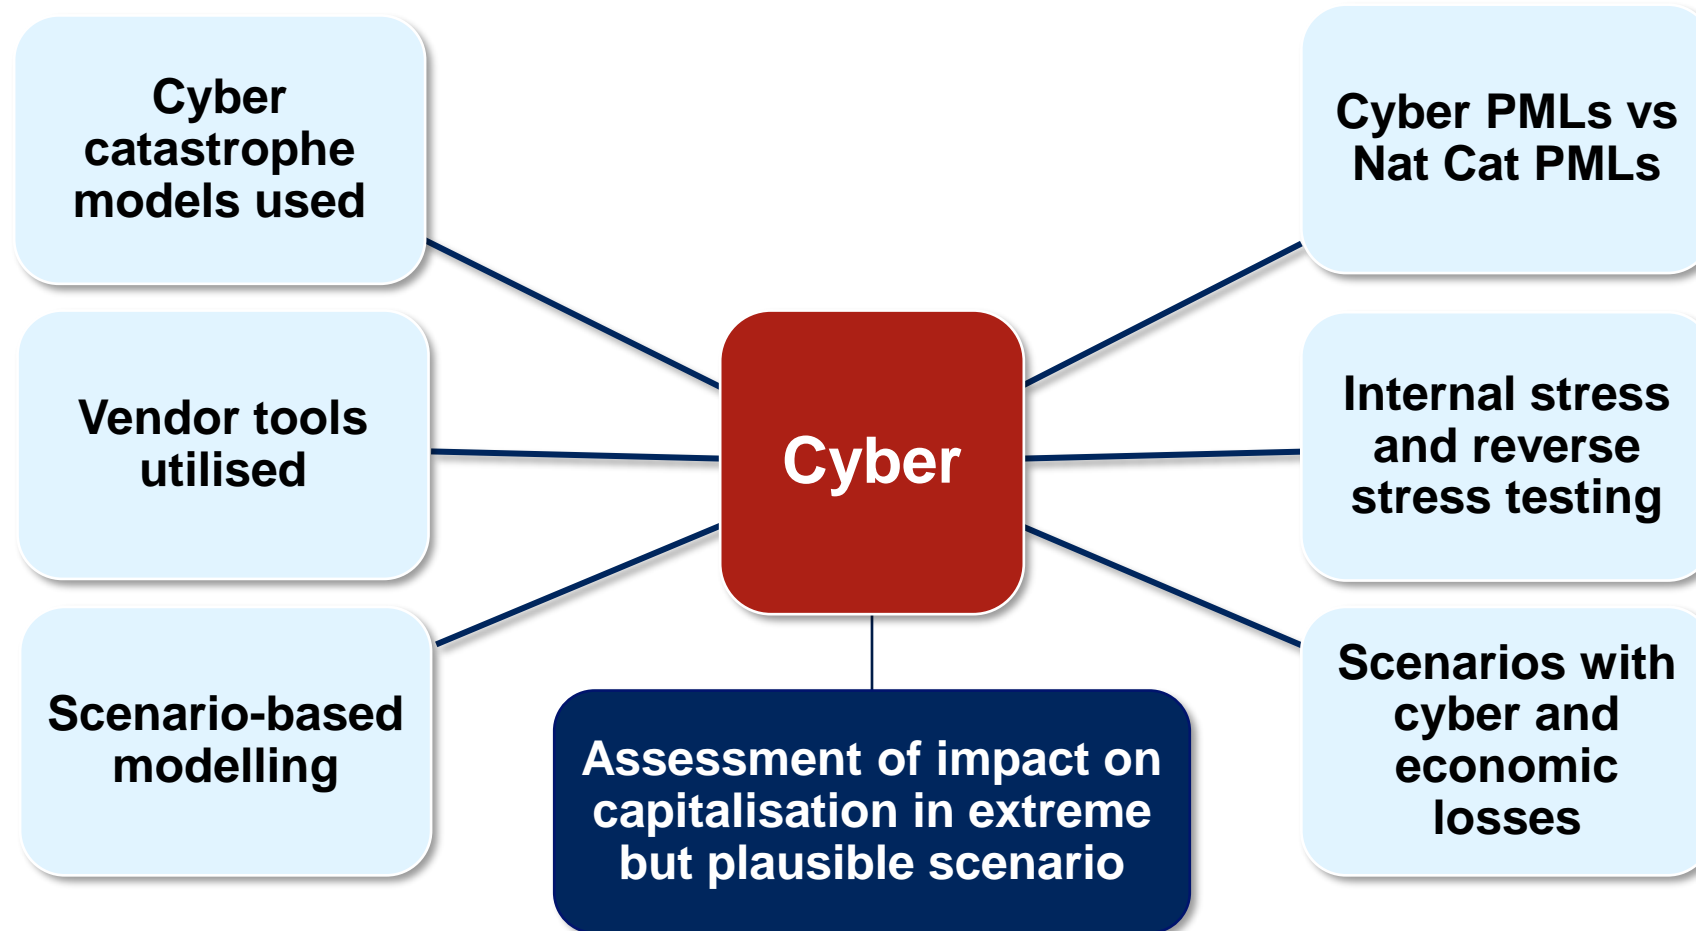 Cyber
catastrophe
models used
Vendor tools
utilised
Scenario-based
modelling
Cyber
Assessment of impact on
capitalisation in extreme
but plausible scenario
Cyber PMLs vs
Nat Cat PMLs
Internal stress
and reverse
stress testing
Scenarios with
cyber and
economic
losses